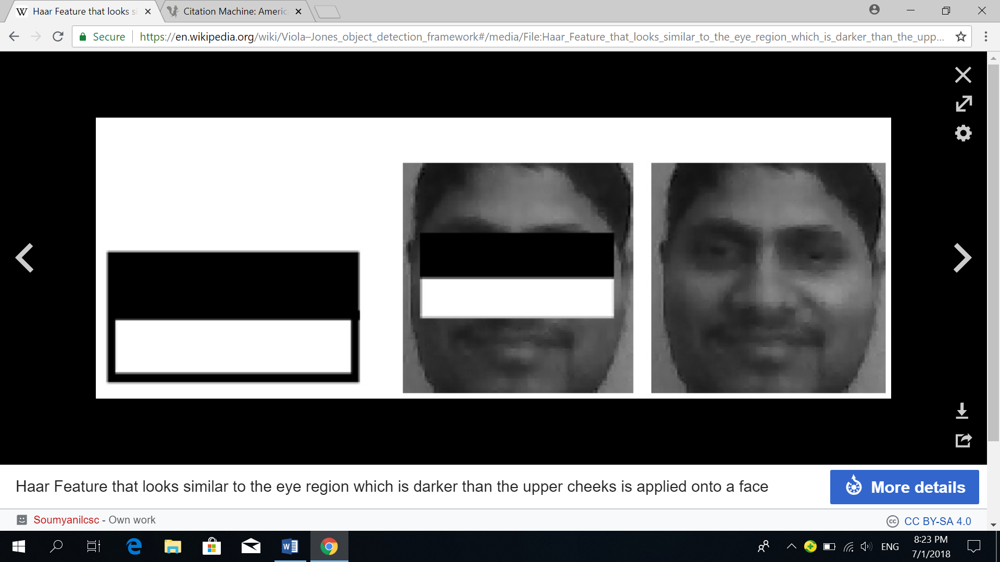 W Haar Feature that looks si
Citation Machine: Americ
Secure https://en.wikipedia.org/wiki/Viola–Jones_object_detection_framework#/media/File:Haar_Feature_that_looks_similar_to_the_eye_region_which_is_darker_than_the_upp...
Haar Feature that looks similar to the eye region which is darker than the upper cheeks is applied onto a face
More details
Soumyanilcsc - Own work
cc CC BY-SA 4.0
ENG
8:23 PM
7/1/2018